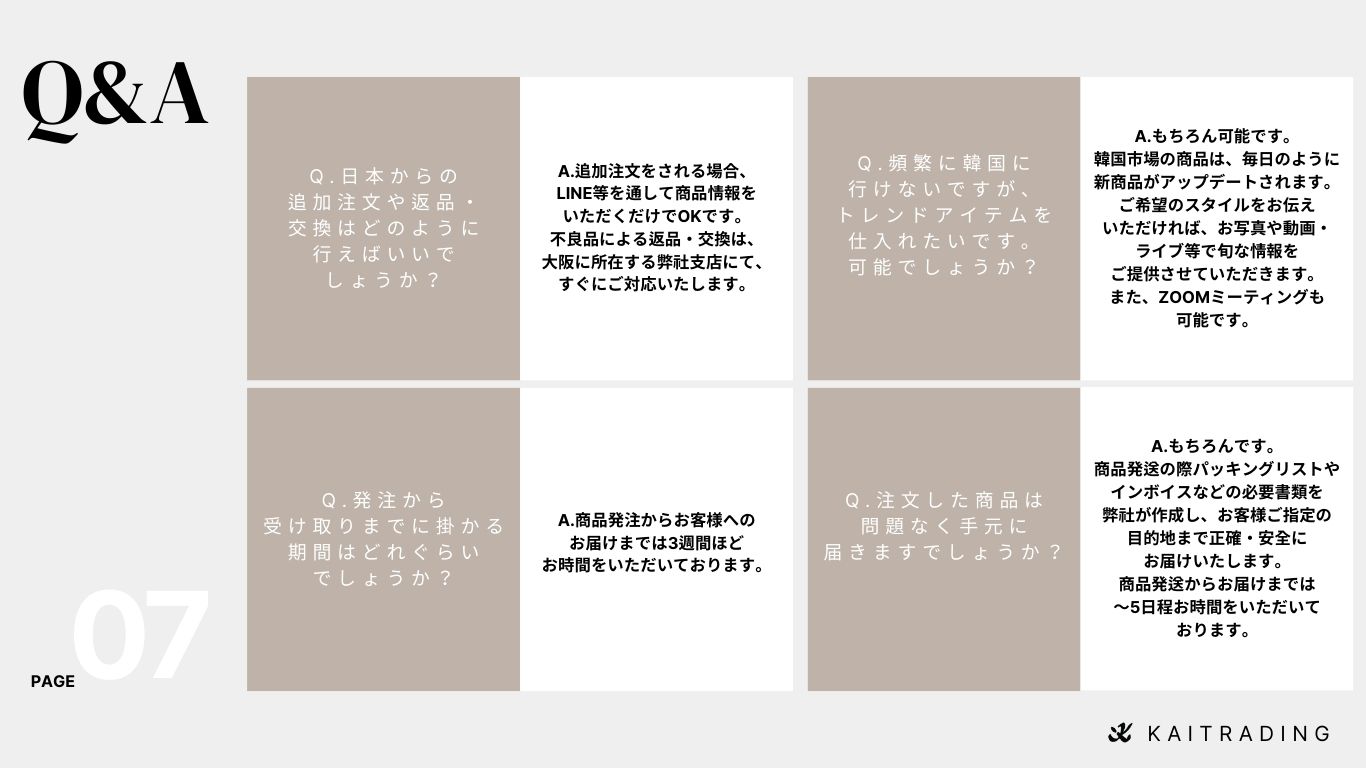 Q&A
Q.日本からの
追加注文や返品・
交換はどのように
行えばいいで
しょうか？
A.追加注文をされる場合、
LINE等を通して商品情報を
いただくだけでOKです。
不良品による返品・交換は、
大阪に所在する弊社支店にて、
すぐにご対応いたします。
Q.頻繁に韓国に
行けないですが、
トレンドアイテムを
仕入れたいです。
可能でしょうか？
A.もちろん可能です。
韓国市場の商品は、毎日のように
新商品がアップデートされます。
ご希望のスタイルをお伝え
いただければ、お写真や動画・
ライブ等で旬な情報を
ご提供させていただきます。
また、ZOOMミーティングも
可能です。
Q.発注から
受け取りまでに掛かる
期間はどれぐらい
でしょうか？
A.商品発注からお客様への
お届けまでは3週間ほど
お時間をいただいております。
Q.注文した商品は
問題なく手元に
届きますでしょうか？
A.もちろんです。
商品発送の際パッキングリストや
インボイスなどの必要書類を
弊社が作成し、お客様ご指定の
目的地まで正確・安全に
お届けいたします。
商品発送からお届けまでは
〜5日程お時間をいただいて
おります。
PAGE 07
KAITRADING